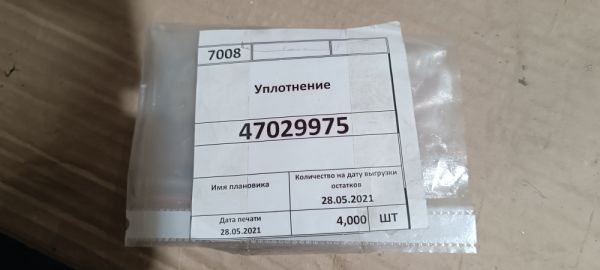 7008
Уплотнение
47029975
Имя плановика
Количество на дату выгрузки
остатков
28.05.2021
Дата печати
28.05.2021
4,000 ШТ